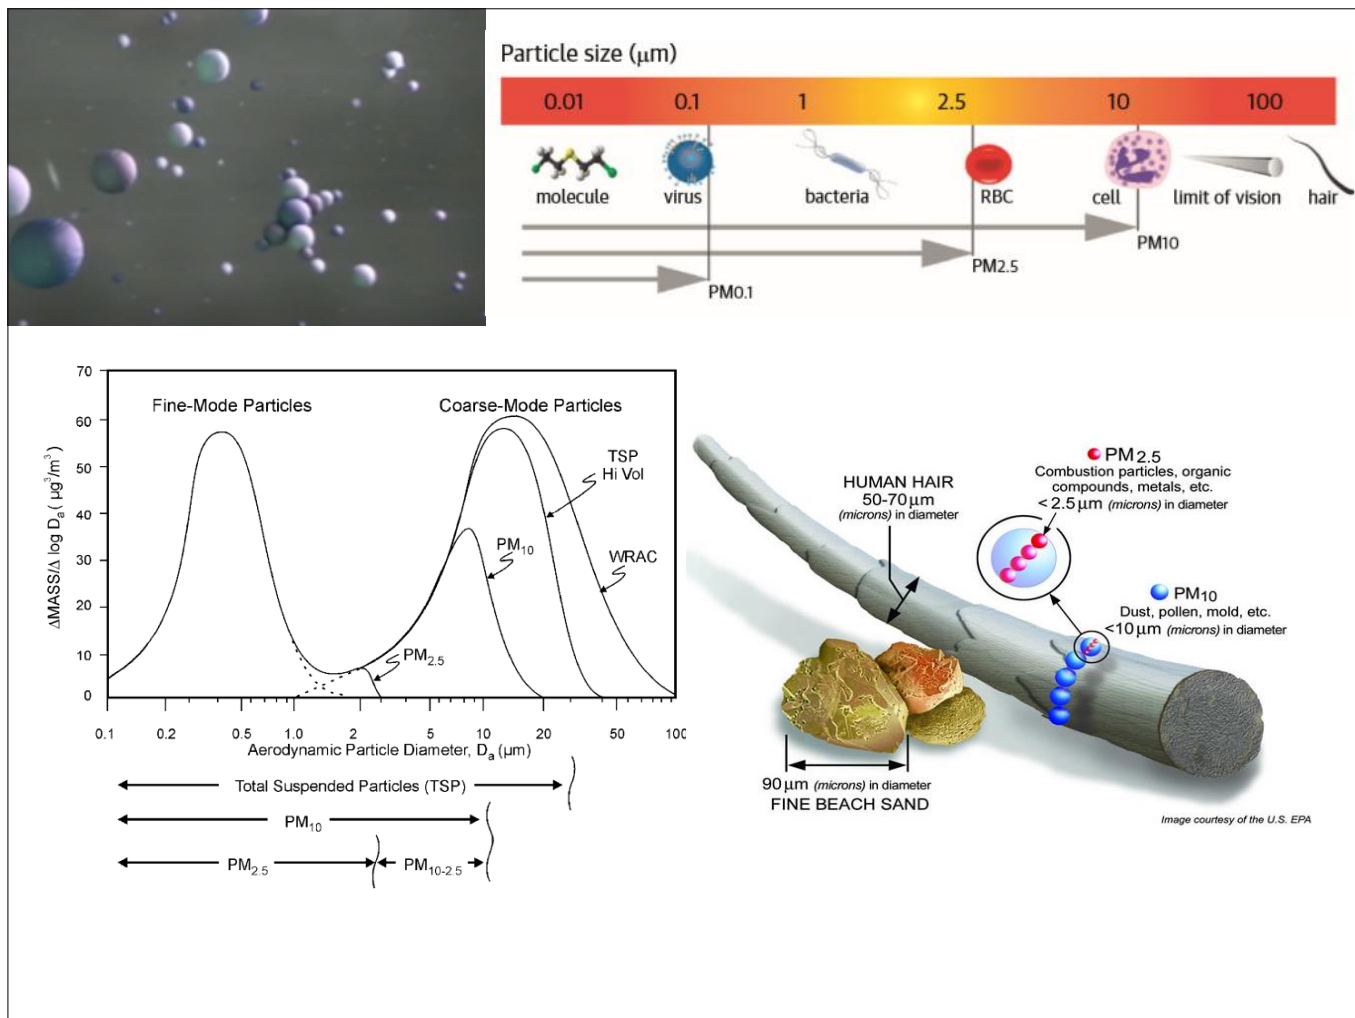 Particle size (μm)
0.01 0.1 1 2.5 10 100
molecule virus bacteria RBC cell limit of vision hair
PM10
PM2.5
PM0.1
70
60
50
40
30
20
10
0
ΔMASS/Δ log Da ( μg³/m³ )
Fine-Mode Particles
Coarse-Mode Particles
TSP
Hi Vol
PM10
WRAC
PM2.5
0.1 0.2 0.5 1.0 2 5 10 20 50 100
Aerodynamic Particle Diameter, Da (μm)
Total Suspended Particles (TSP)
PM10
PM2.5 PM10-2.5
HUMAN HAIR
50-70μm
(microns) in diameter
PM2.5
Combustion particles, organic
compounds, metals, etc.
< 2.5μm (microns) in diameter
PM10
Dust, pollen, mold, etc.
<10μm (microns) in diameter
90μm (microns) in diameter
FINE BEACH SAND
Image courtesy of the U.S. EPA